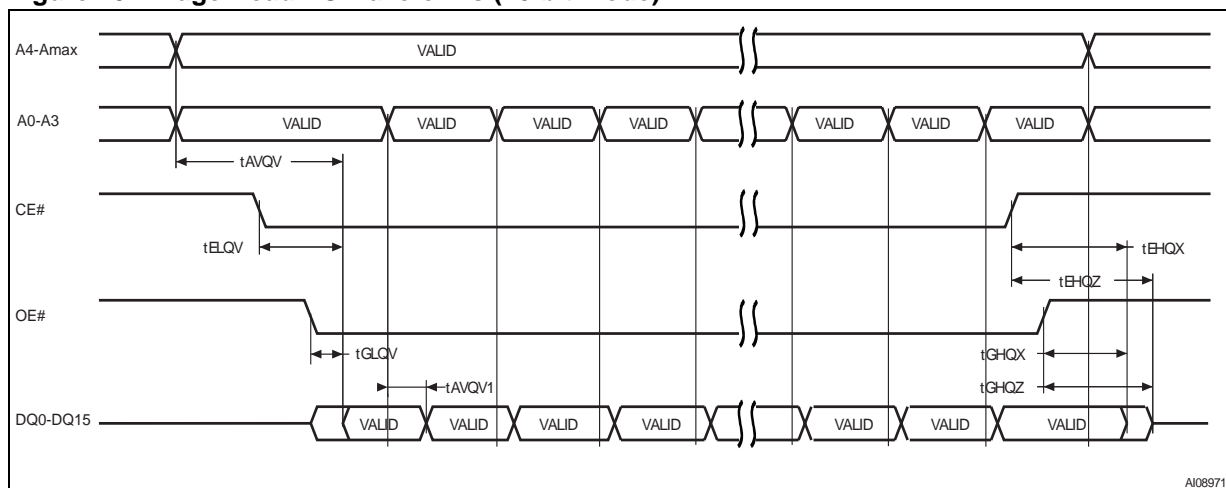 A4-Amax
VALID
A0-A3
VALID VALID VALID VALID VALID VALID VALID
tAVQV
CE#
tELQV
tEHQX
tEHQZ
OE#
tGLQV
tGHQX
tAVQV1
tGHQZ
DQ0-DQ15
VALID VALID VALID VALID VALID VALID VALID
AI08971